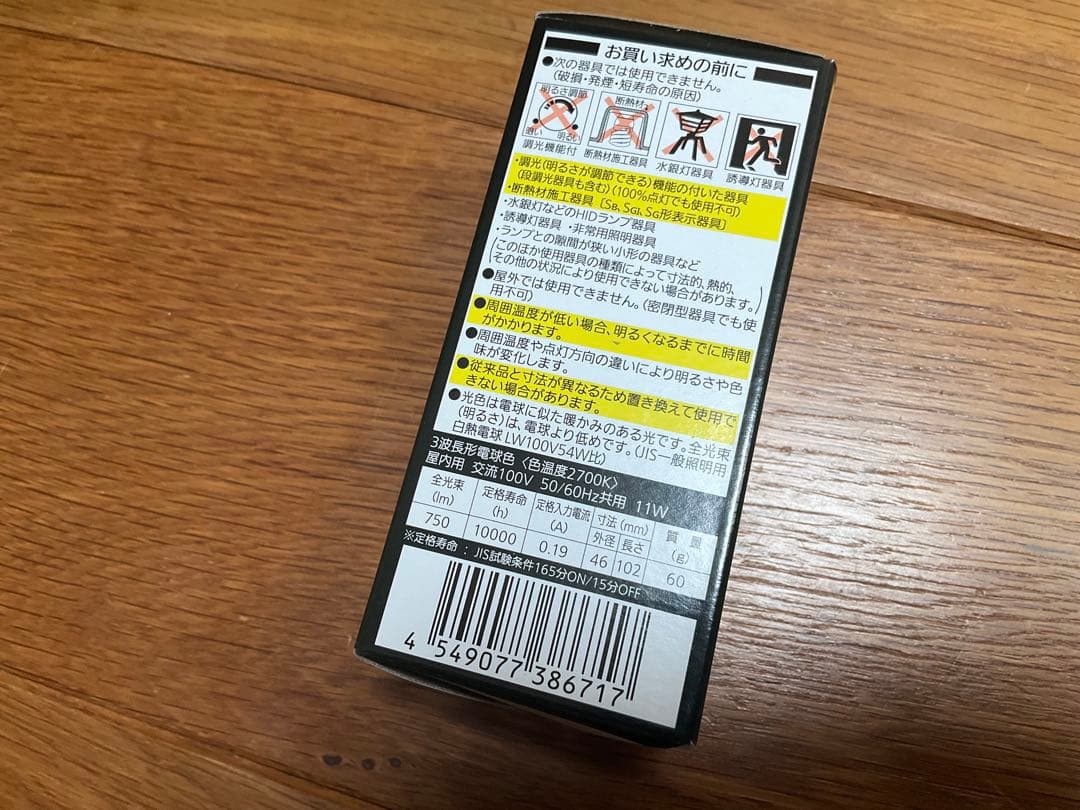 お買い求めの前に
●次の器具では使用できません。
(破損・発煙・短寿命の原因)
明るさ調節
暗い 明るい
調光機能付
断熱材
断熱材施工器具
水銀灯器具
誘導灯器具
・調光(明るさが調節できる)機能の付いた器具
(段調光器具も含む)(100%点灯でも使用不可)
・断熱材施工器具〔SB、SGI、SG形表示器具〕
・水銀灯などのHIDランプ器具
・誘導灯器具 ・非常用照明器具
・ランプとの隙間が狭い小形の器具など
(このほか使用器具の種類によって寸法的、熱的、
その他の状況により使用できない場合があります。)
●屋外では使用できません。(密閉型器具でも使
用不可)
●周囲温度が低い場合、明るくなるまでに時間
がかかります。
●周囲温度や点灯方向の違いにより明るさや色
味が変化します。
●従来品と寸法が異なるため置き換えて使用で
きない場合があります。
●光色は電球に似た暖かみのある光です。全光束
(明るさ)は、電球より低めです。(JIS一般照明用
白熱電球 LW100V54W比)
3波長形電球色〈色温度2700K〉
屋内用 交流100V 50/60Hz共用 11W
全光束
(lm)
定格寿命
(h)
定格入力電流
(A)
寸法(mm)
外径 長さ
質量
(g)
750 10000 0.19 46 102 60
※定格寿命：JIS試験条件165分ON/15分OFF
4 549077 386717